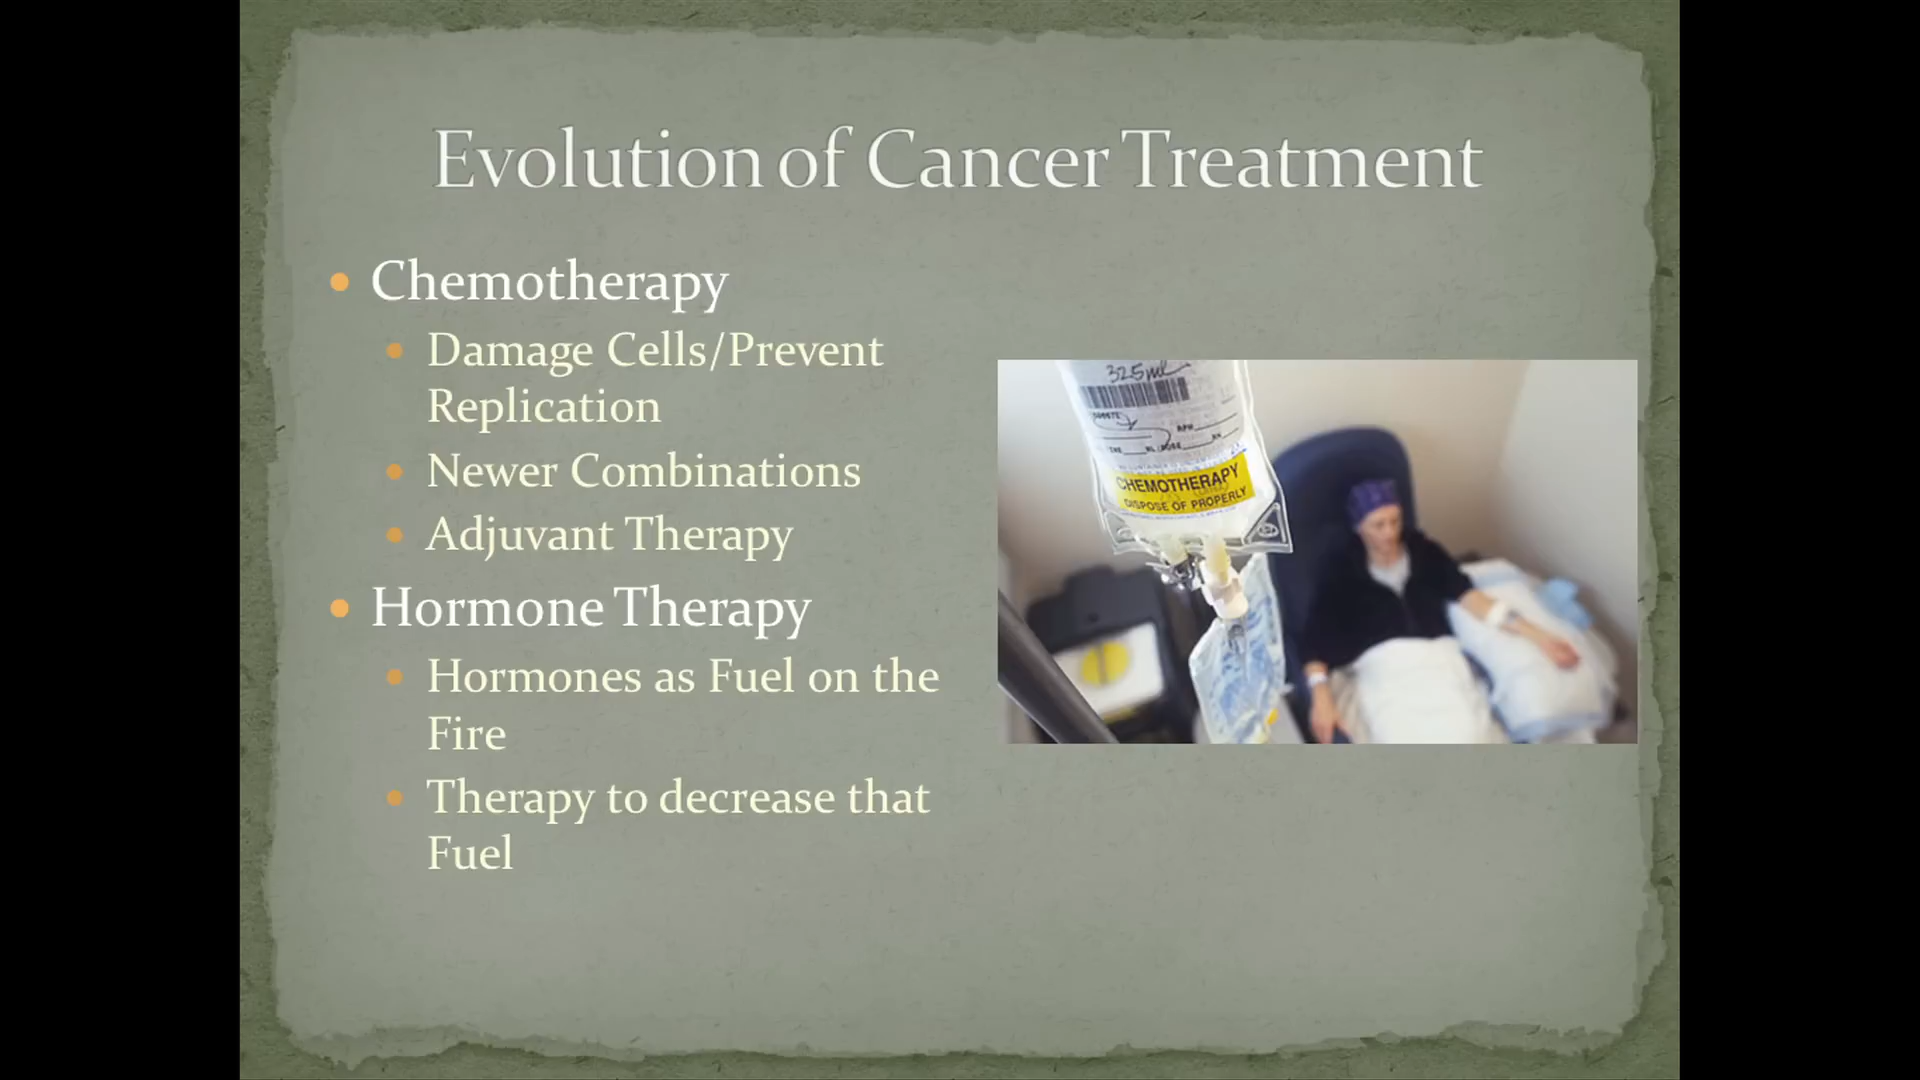 Evolution of Cancer Treatment
Chemotherapy
Damage Cells/Prevent
Replication
Newer Combinations
Adjuvant Therapy
Hormone Therapy
Hormones as Fuel on the
Fire
Therapy to decrease that
Fuel
325ml
CHEMOTHERAPY
DISPOSE OF PROPERLY